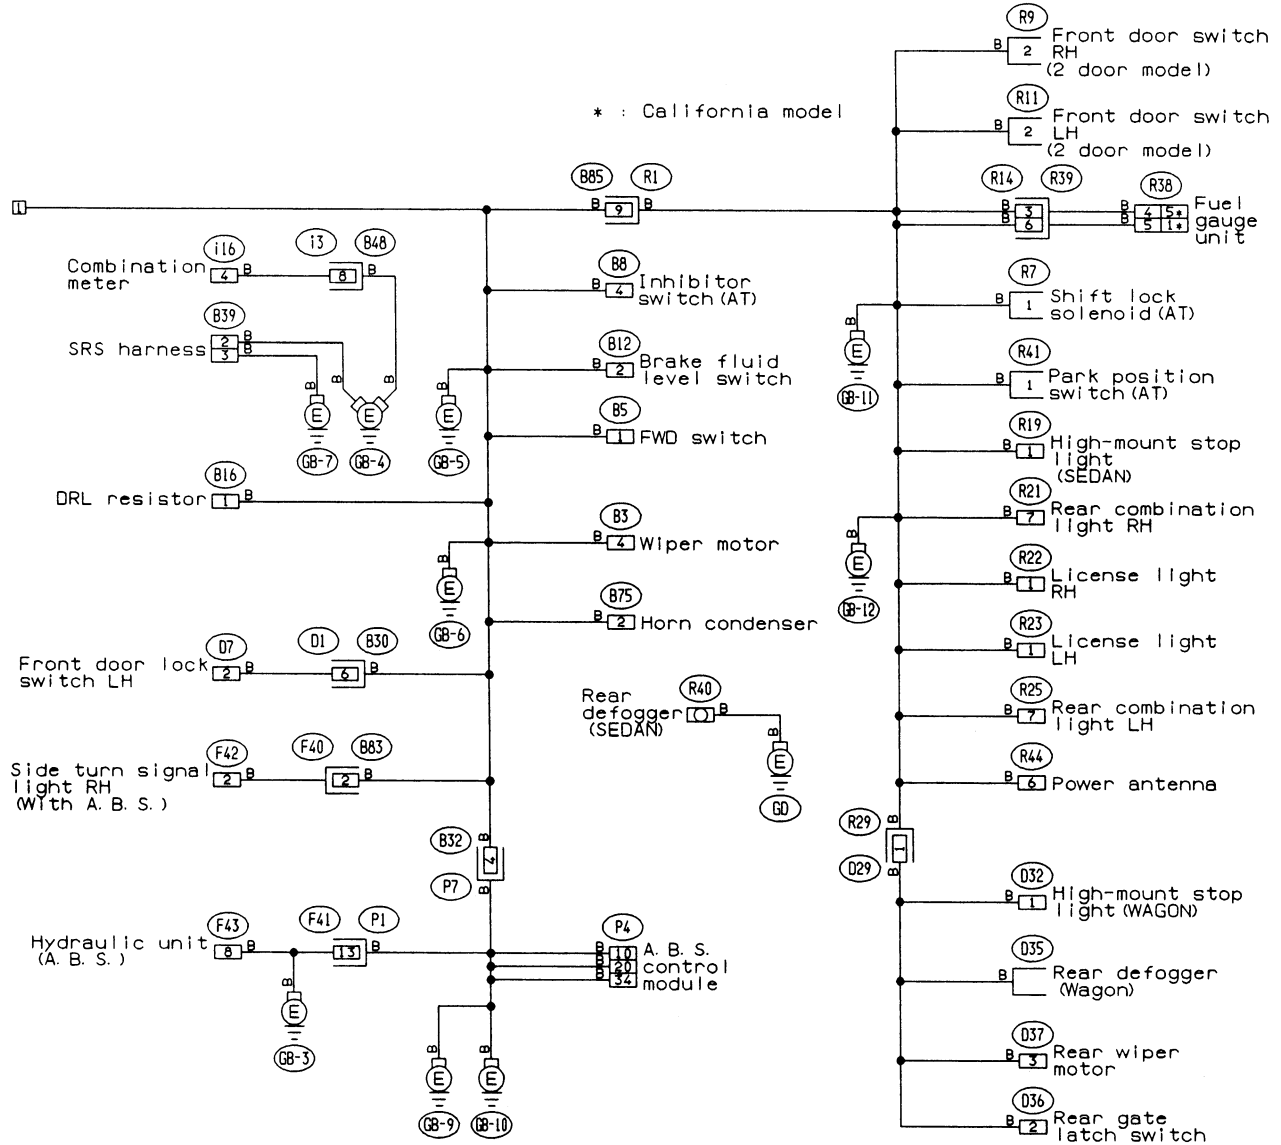 R9
B 2 Front door switch
RH
(2 door model)
* : California model
R11
B 2 Front door switch
LH
(2 door model)
B85 R1
B 9 B
R14 R39 R38
1
B 3 B 4 5*
B 6 B 5 1*
Fuel
gauge
unit
i16 i3 B48
Combination
meter
4 B 8 B
B8
B 4 Inhibitor
switch (AT)
R7
B 1 Shift lock
solenoid (AT)
B39
SRS harness
2 B
3 B
B B B
E E
GB-7 GB-4
B12
B 2 Brake fluid
level switch
B
E
GB-5
B
E
GB-11
R41
B 1 Park position
switch (AT)
B5
B 1 FWD switch
R19
B 1 High-mount stop
light
(SEDAN)
B16
DRL resistor 1 B
R21
B 7 Rear combination
light RH
B3
B 4 Wiper motor
B
E
GB-6
B
E
GB-12
R22
B 1 License light
RH
B75
B 2 Horn condenser
R23
B 1 License light
LH
D7 D1 B30
Front door lock
switch LH
2 B 6 B
Rear
defogger
(SEDAN)
R40
B
B
E
GD
R25
B 7 Rear combination
light LH
F42 F40 B83
Side turn signal
light RH
(With A. B. S. )
2 B 2 B
R44
B 6 Power antenna
B32
B
4
P7
B
R29
B
1
D29
B
D32
B 1 High-mount stop
light (WAGON)
F43 F41 P1
Hydraulic unit
(A. B. S. )
8 B 13 B
B
E
GB-3
P4
B 10
B 20
B 34
A. B. S.
control
module
D35
B Rear defogger
(Wagon)
B B
E E
GB-9 GB-10
D37
B 3 Rear wiper
motor
D36
B 2 Rear gate
latch switch